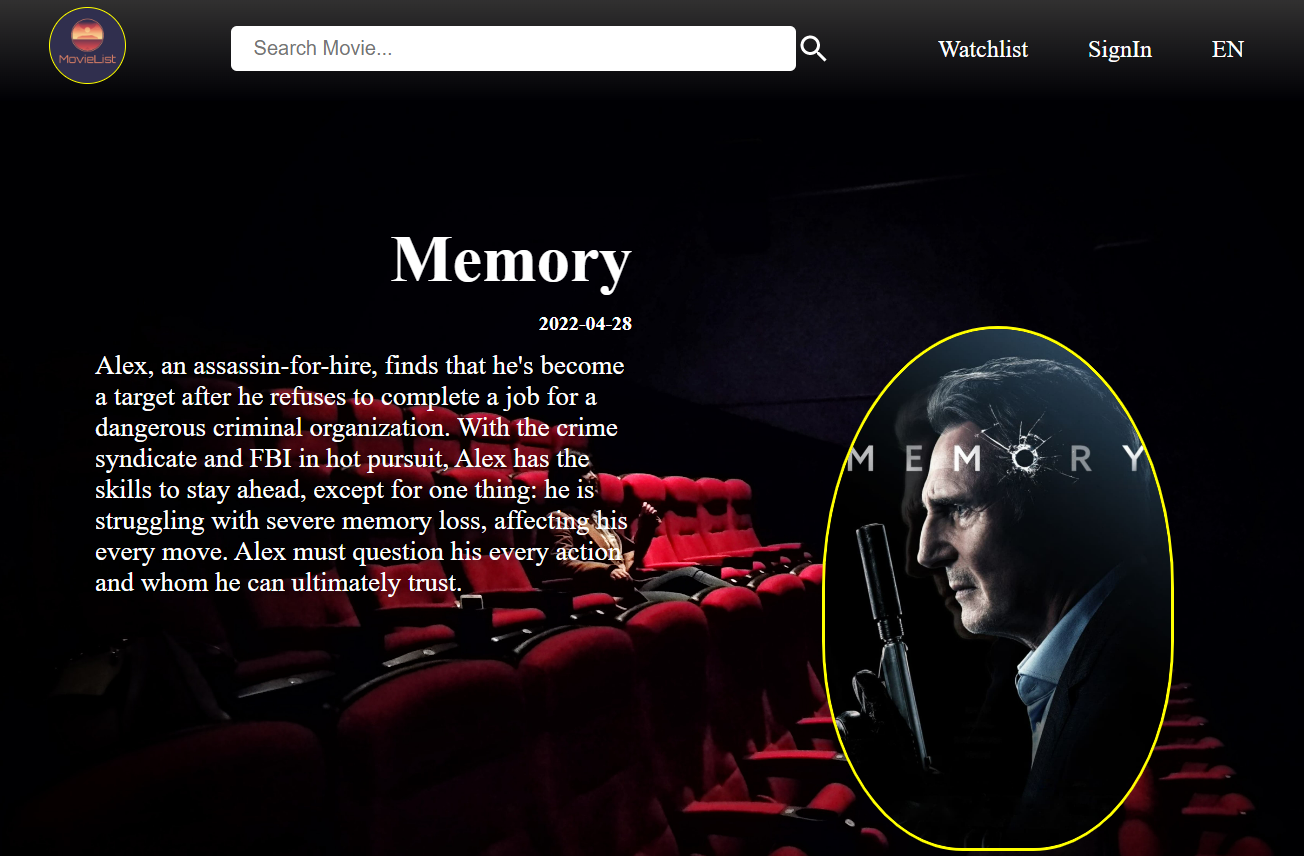 MovieList
Search Movie...
Watchlist
SignIn
EN
Memory
2022-04-28
Alex, an assassin-for-hire, finds that he's become
a target after he refuses to complete a job for a
dangerous criminal organization. With the crime
syndicate and FBI in hot pursuit, Alex has the
skills to stay ahead, except for one thing: he is
struggling with severe memory loss, affecting his
every move. Alex must question his every action
and whom he can ultimately trust.
MEMORY